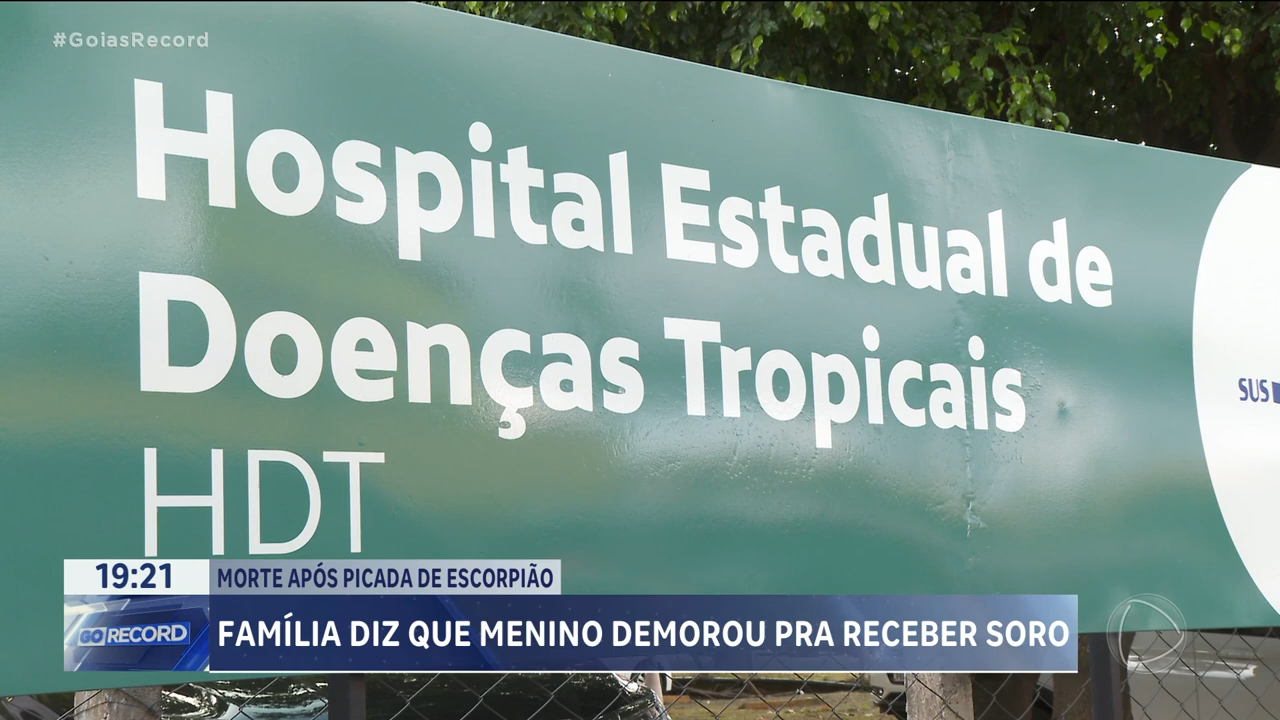 #GoiasRecord
Hospital Estadual de
Doenças Tropicais
HDT
SUS
19:21
MORTE APÓS PICADA DE ESCORPIÃO
GO RECORD
FAMÍLIA DIZ QUE MENINO DEMOROU PRA RECEBER SORO